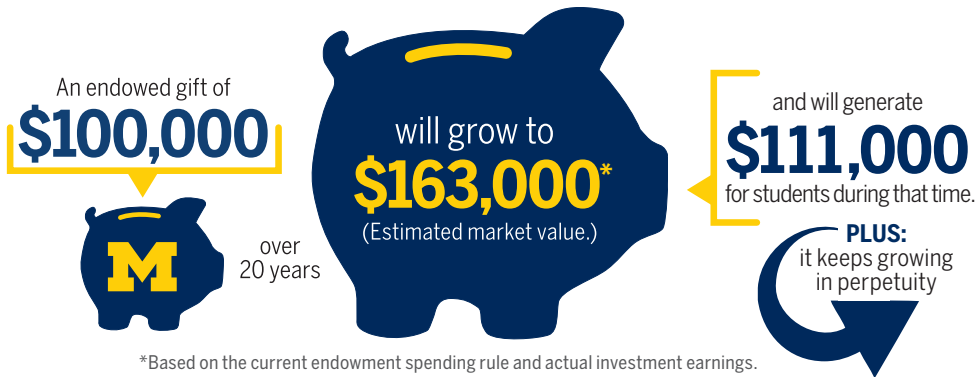 An endowed gift of
$100,000
M
over
20 years
will grow to
$163,000*
(Estimated market value.)
and will generate
$111,000
for students during that time.
PLUS:
it keeps growing
in perpetuity
*Based on the current endowment spending rule and actual investment earnings.